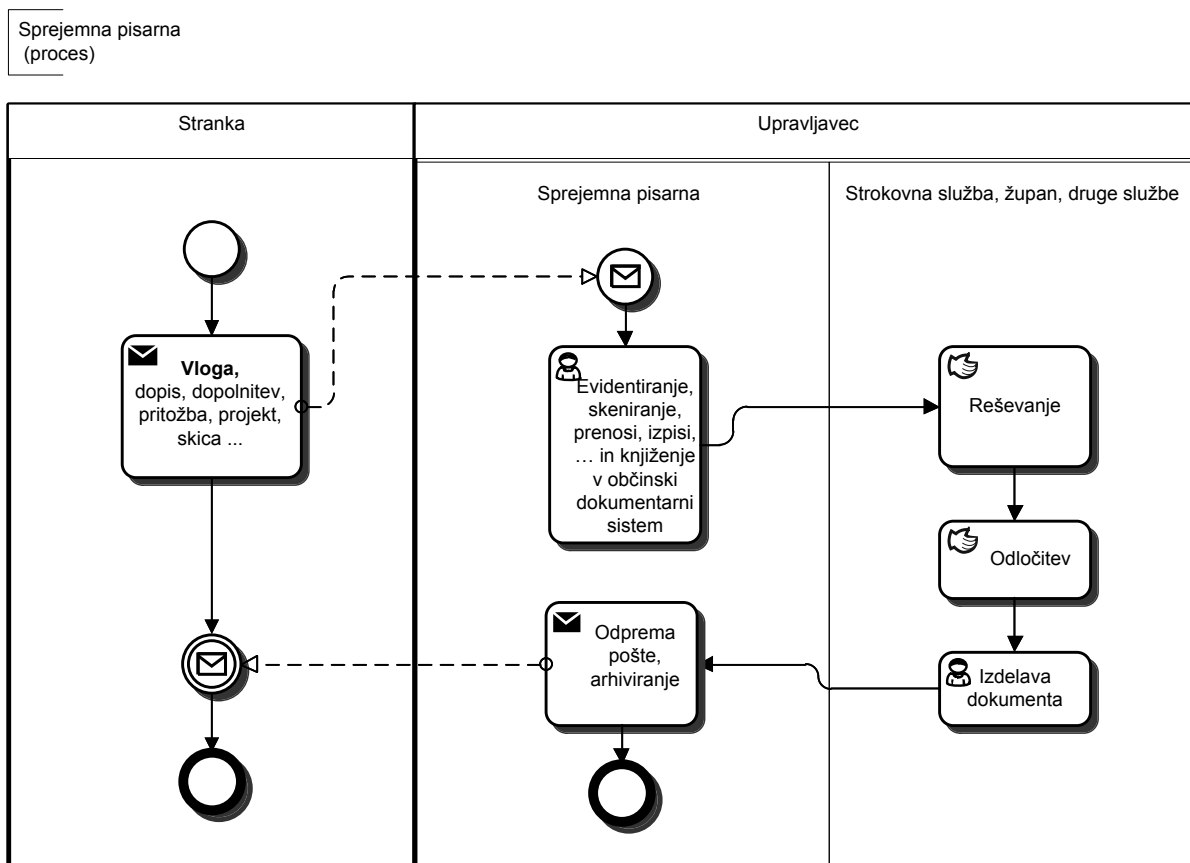 Sprejemna pisarna
(proces)
Stranka
Upravljavec
Sprejemna pisarna
Strokovna služba, župan, druge službe
Vloga,
dopis, dopolnitev,
pritožba, projekt,
skica ...
Evidentiranje,
skeniranje,
prenosi, izpisi,
… in knjiženje
v občinski
dokumentarni
sistem
Reševanje
Odločitev
Izdelava
dokumenta
Odprema
pošte,
arhiviranje